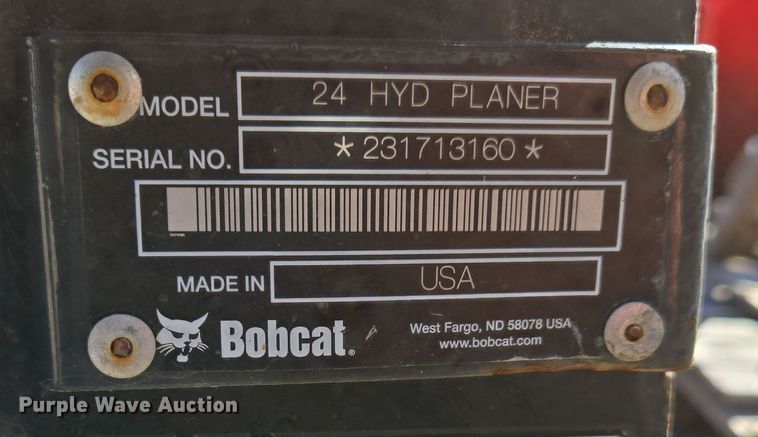 MODEL 24 HYD PLANER
SERIAL NO. *231713160*
MADE IN USA
Bobcat®
West Fargo, ND 58078 USA
www.bobcat.com
Purple Wave Auction